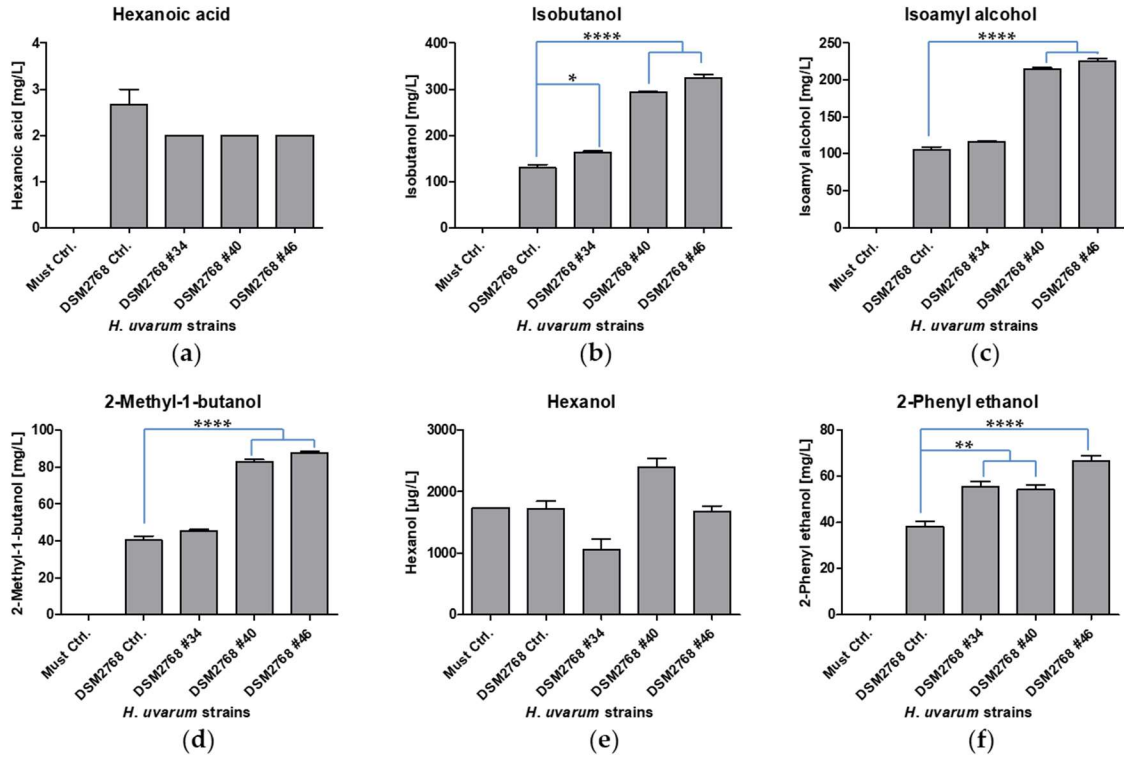 Hexanoic acid
Hexanoic acid [mg/L]
4
3
2
1
0
Must Ctrl.
DSM2768 Ctrl.
DSM2768 #34
DSM2768 #40
DSM2768 #46
H. uvarum strains
(a)
Isobutanol
Isobutanol [mg/L]
400
300
200
100
0
****
*
Must Ctrl.
DSM2768 Ctrl.
DSM2768 #34
DSM2768 #40
DSM2768 #46
H. uvarum strains
(b)
Isoamyl alcohol
Isoamyl alcohol [mg/L]
250
200
150
100
50
0
****
Must Ctrl.
DSM2768 Ctrl.
DSM2768 #34
DSM2768 #40
DSM2768 #46
H. uvarum strains
(c)
2-Methyl-1-butanol
2-Methyl-1-butanol [mg/L]
100
80
60
40
20
0
****
Must Ctrl.
DSM2768 Ctrl.
DSM2768 #34
DSM2768 #40
DSM2768 #46
H. uvarum strains
(d)
Hexanol
Hexanol [µg/L]
3000
2000
1000
0
Must Ctrl.
DSM2768 Ctrl.
DSM2768 #34
DSM2768 #40
DSM2768 #46
H. uvarum strains
(e)
2-Phenyl ethanol
2-Phenyl ethanol [mg/L]
80
60
40
20
0
****
**
Must Ctrl.
DSM2768 Ctrl.
DSM2768 #34
DSM2768 #40
DSM2768 #46
H. uvarum strains
(f)